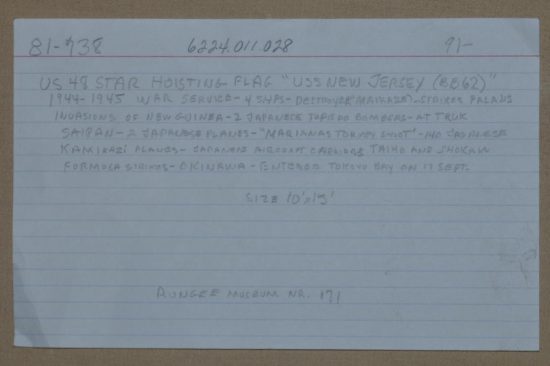 81-738 6224.011.028 91-
US 48 STAR HOISTING FLAG "USS NEW JERSEY (BB62)"
1944-1945 WAR SERVICE - 4 SHIPS - DESTROYER MAIKAZE - STRIKES PALAUS
INVASIONS OF NEW GUINEA - 2 JAPANESE TORPEDO BOMBERS - AT TRUK
SAIPAN - 2 JAPANESE PLANES - "MARIANAS TURKEY SHOOT" - 140 JAPANESE
KAMIKAZI PLANES - JAPANESE AIRCRAFT CARRIERS TAIHO AND SHOKAKU
FORMOSA STRIKES - OKINAWA - ENTERED TOKYO BAY ON 17 SEPT.
SIZE 10'x15'
MUSEUM NR. 171